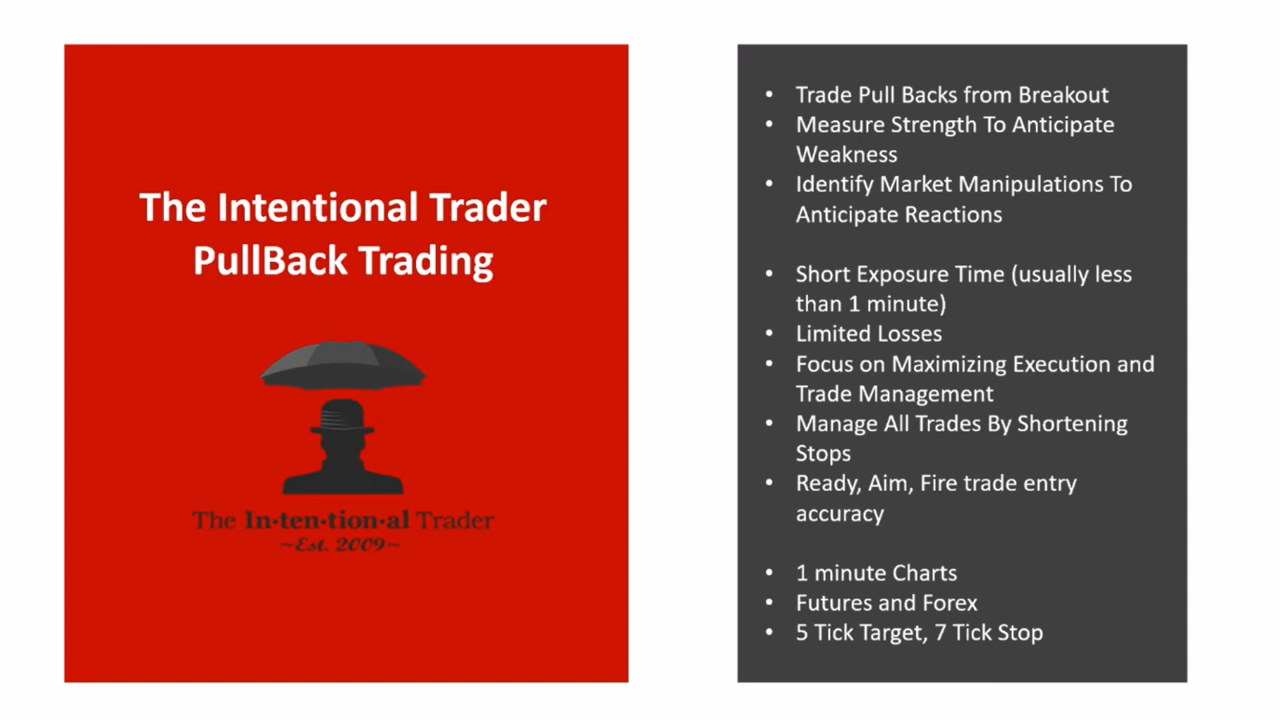 The Intentional Trader
PullBack Trading
The In·ten·tion·al Trader
~Est. 2009~
• Trade Pull Backs from Breakout
• Measure Strength To Anticipate
Weakness
• Identify Market Manipulations To
Anticipate Reactions
• Short Exposure Time (usually less
than 1 minute)
• Limited Losses
• Focus on Maximizing Execution and
Trade Management
• Manage All Trades By Shortening
Stops
• Ready, Aim, Fire trade entry
accuracy
• 1 minute Charts
• Futures and Forex
• 5 Tick Target, 7 Tick Stop